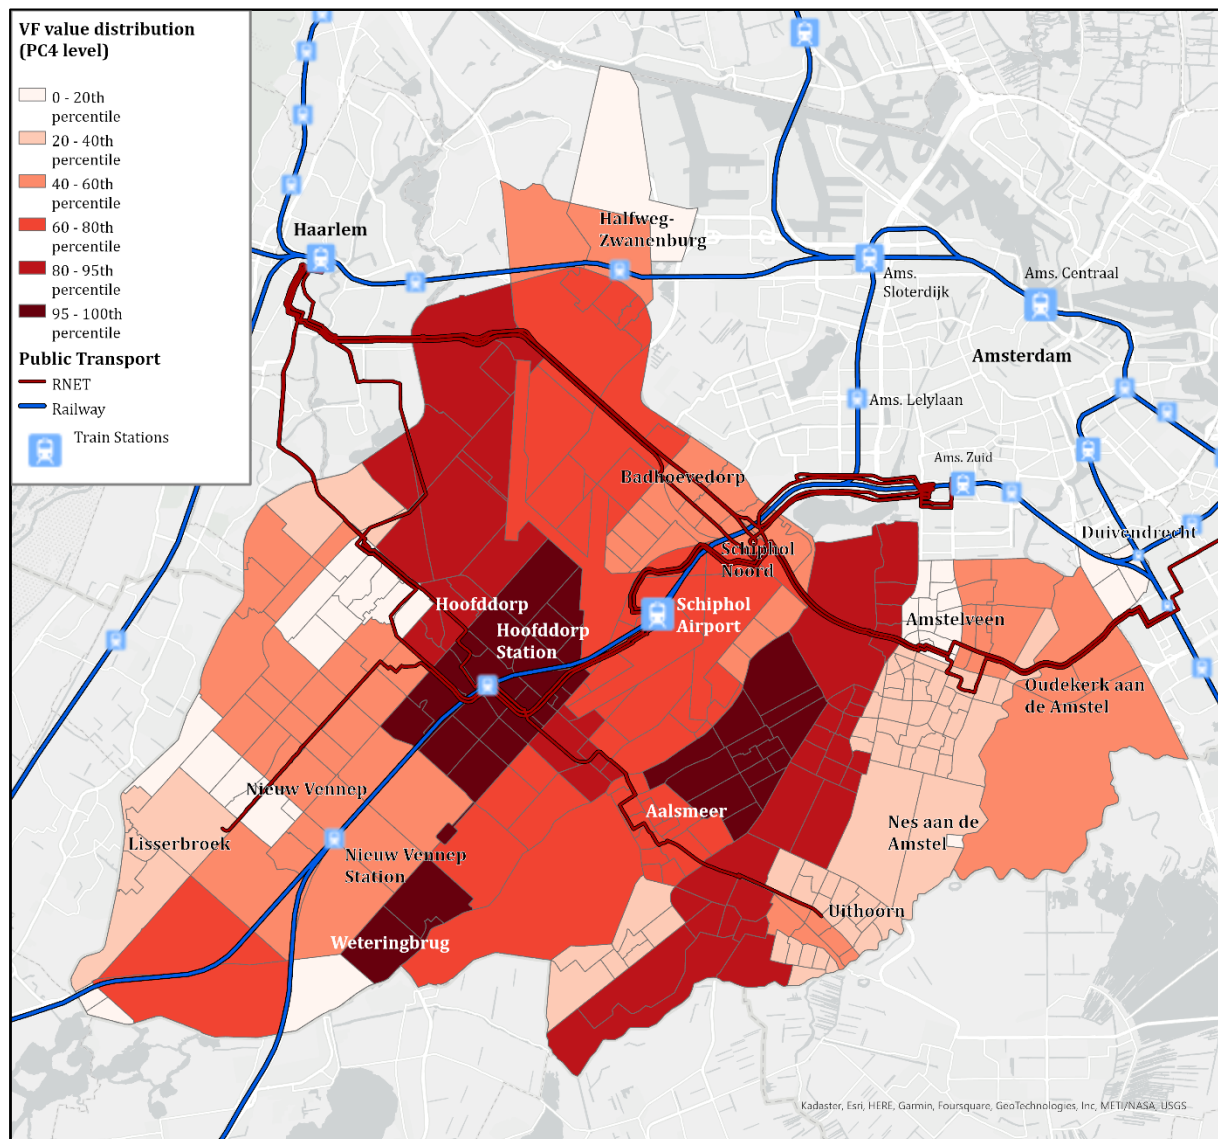 VF value distribution
(PC4 level)
0 - 20th
percentile
20 - 40th
percentile
40 - 60th
percentile
60 - 80th
percentile
80 - 95th
percentile
95 - 100th
percentile
Public Transport
RNET
Railway
Train Stations
Haarlem
Halfweg-
Zwanenburg
Ams.
Sloterdijk
Ams. Centraal
Amsterdam
Ams. Lelylaan
Ams. Zuid
Badhoevedorp
Duivendrecht
Schiphol
Noord
Hoofddorp
Hoofddorp
Station
Schiphol
Airport
Amstelveen
Oudekerk aan
de Amstel
Nieuw Vennep
Aalsmeer
Lisserbroek
Nes aan de
Amstel
Nieuw Vennep
Station
Uithoorn
Weteringbrug
Kadaster, Esri, HERE, Garmin, Foursquare, GeoTechnologies, Inc, METI/NASA, USGS